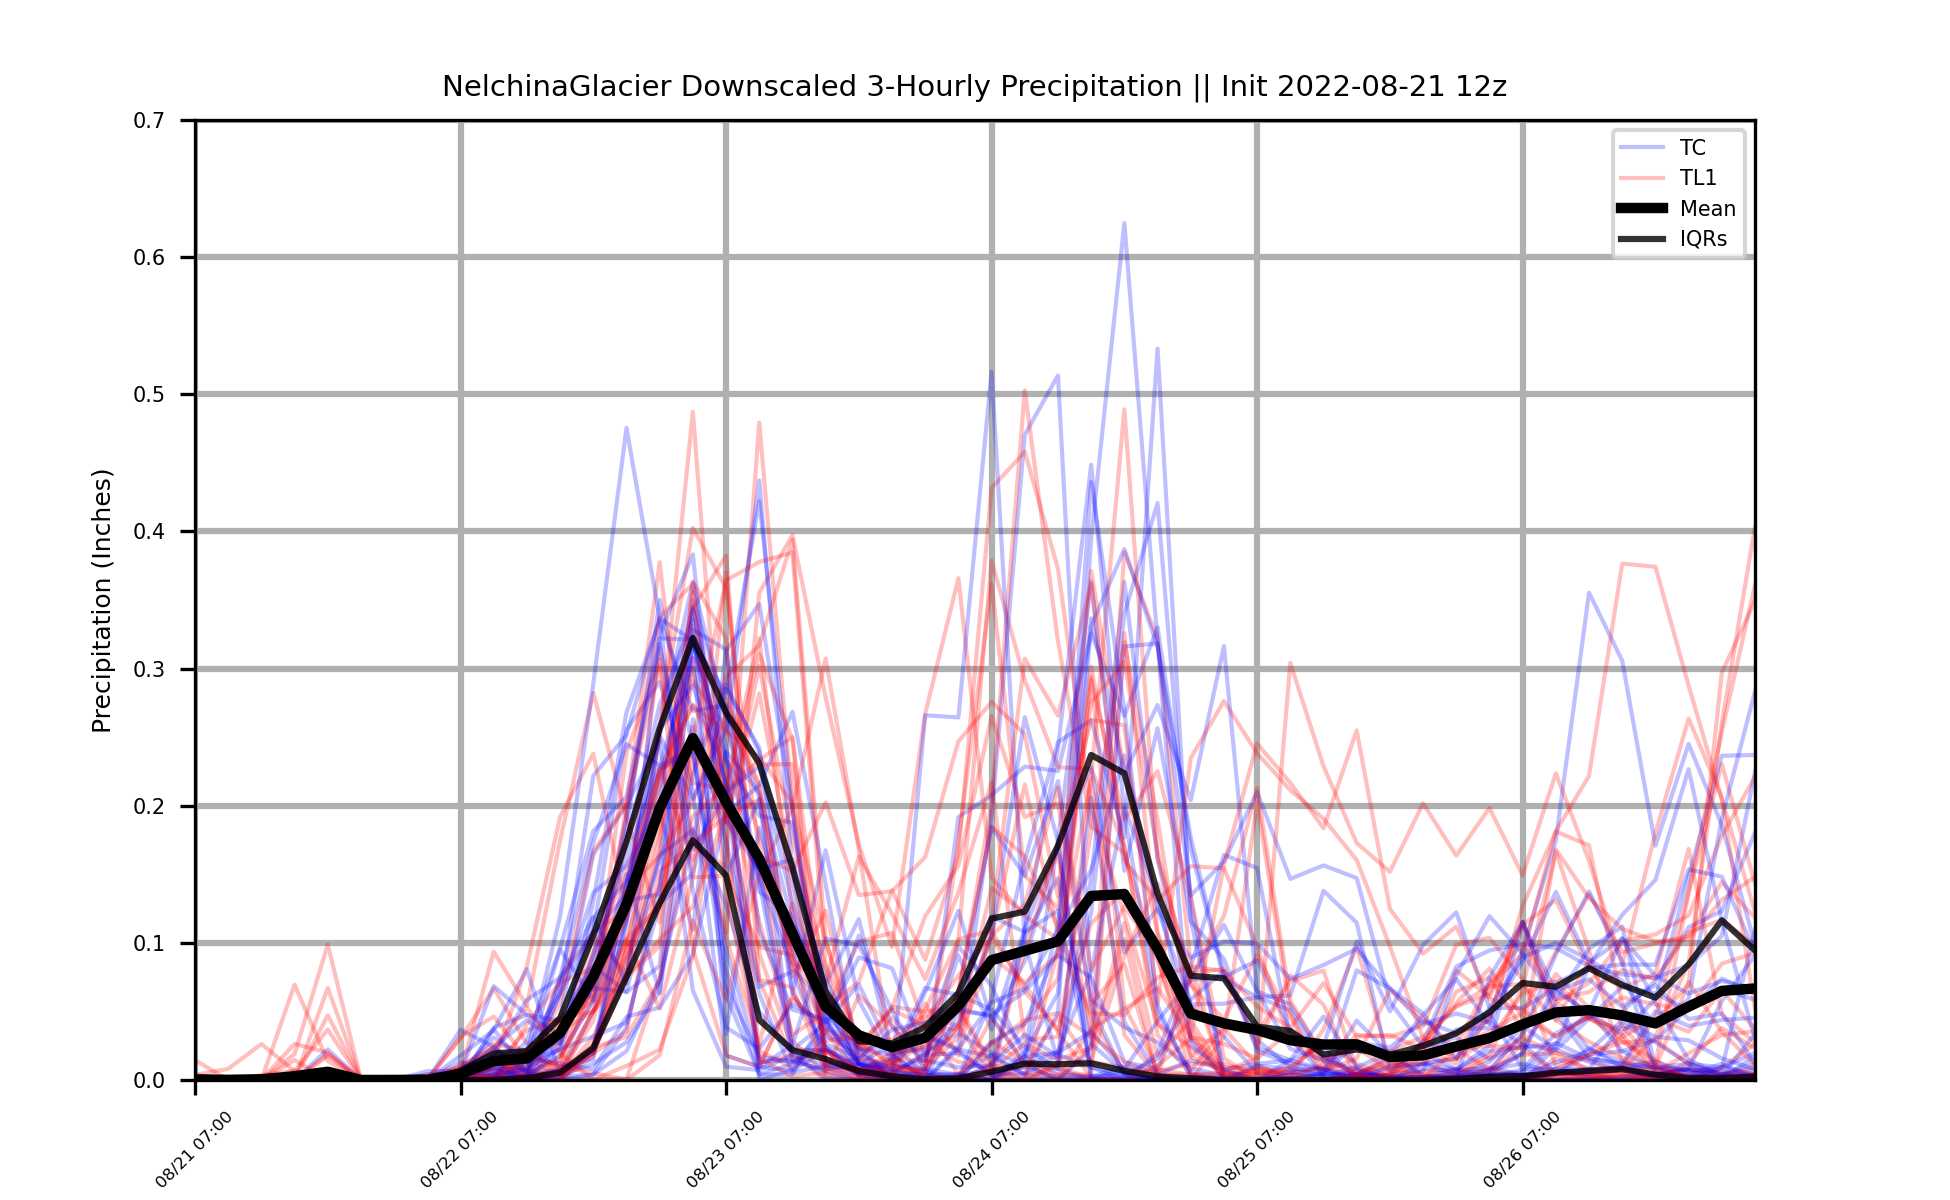 NelchinaGlacier Downscaled 3-Hourly Precipitation || Init 2022-08-21 12z
TC
TL1
Mean
IQRs
Precipitation (Inches)
0.7
0.6
0.5
0.4
0.3
0.2
0.1
0.0
08/21 07:00
08/22 07:00
08/23 07:00
08/24 07:00
08/25 07:00
08/26 07:00